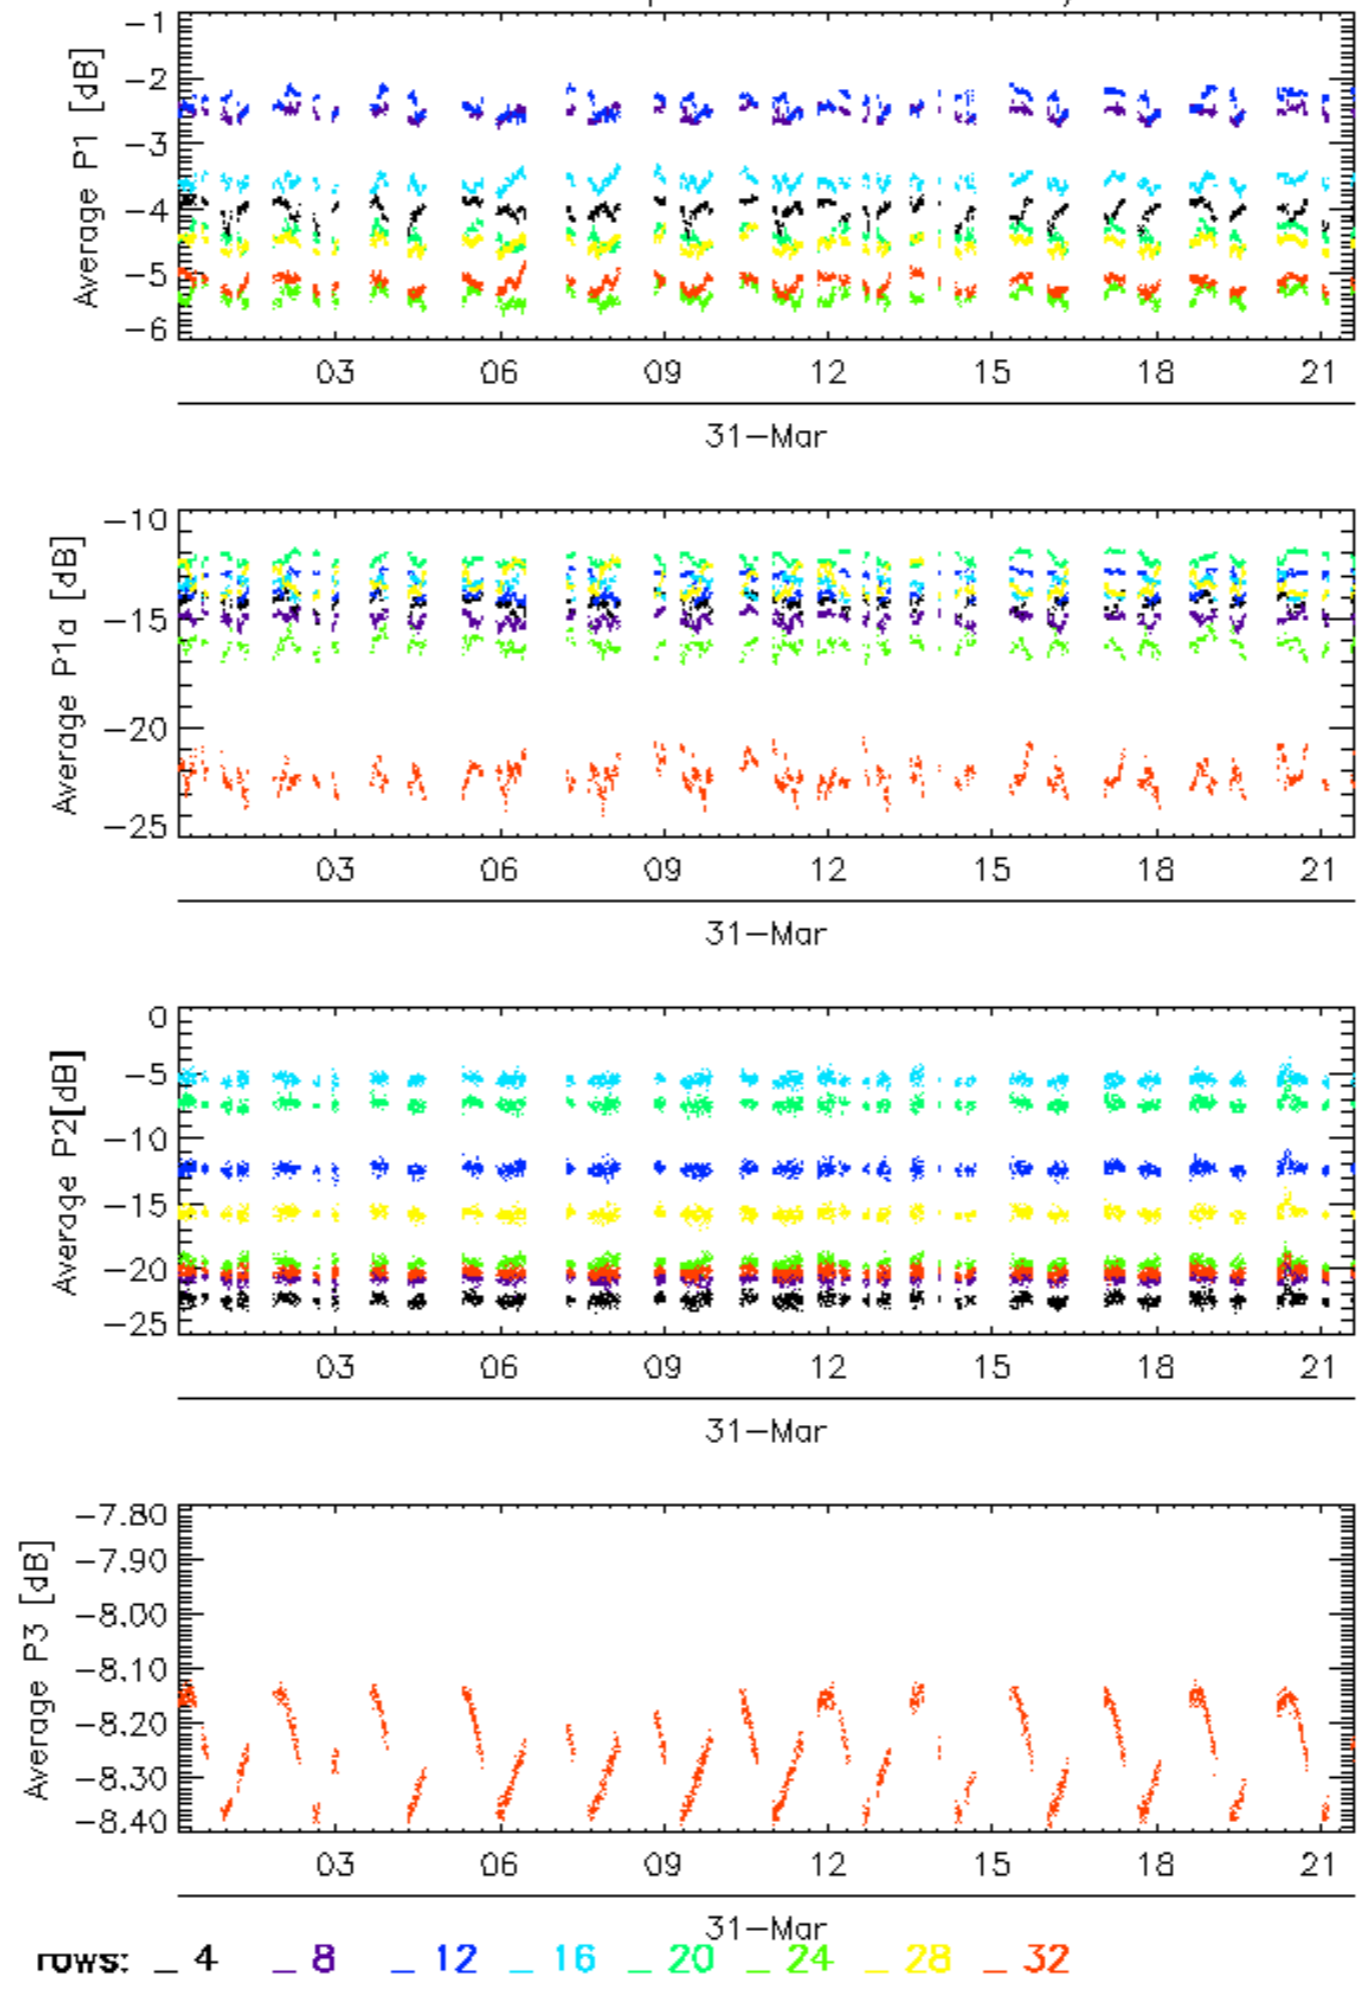 Average P1 [dB]
−1
−2
−3
−4
−5
−6
03 06 09 12 15 18 21
31−Mar
Average P1a [dB]
−10
−15
−20
−25
03 06 09 12 15 18 21
31−Mar
Average P2[dB]
0
−5
−10
−15
−20
−25
03 06 09 12 15 18 21
31−Mar
Average P3 [dB]
−7.80
−7.90
−8.00
−8.10
−8.20
−8.30
−8.40
03 06 09 12 15 18 21
31−Mar
rows: _ 4 _ 8 _ 12 _ 16 _ 20 _ 24 _ 28 _ 32